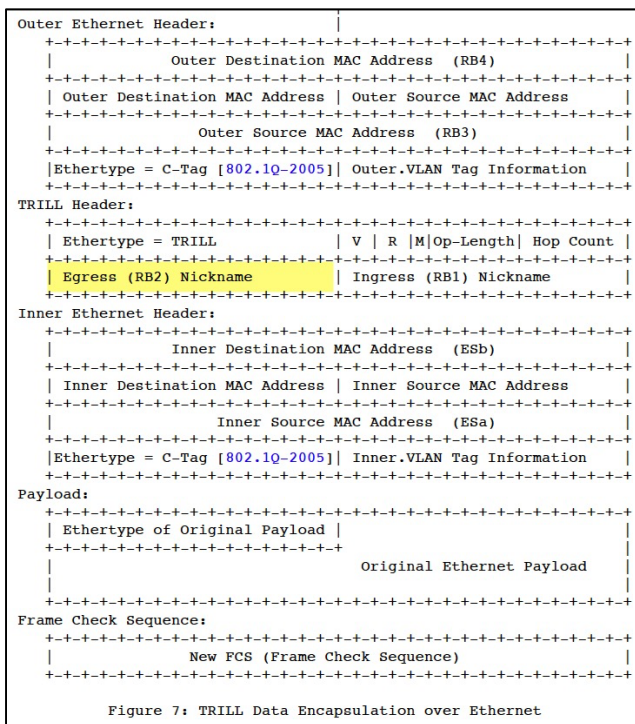 Outer Ethernet Header:            |
+-+-+-+-+-+-+-+-+-+-+-+-+-+-+-+-+-+-+-+-+-+-+-+-+-+-+-+-+-+-+-+-+
|            Outer Destination MAC Address  (RB4)               |
+-+-+-+-+-+-+-+-+-+-+-+-+-+-+-+-+-+-+-+-+-+-+-+-+-+-+-+-+-+-+-+-+
| Outer Destination MAC Address | Outer Source MAC Address      |
+-+-+-+-+-+-+-+-+-+-+-+-+-+-+-+-+-+-+-+-+-+-+-+-+-+-+-+-+-+-+-+-+
|               Outer Source MAC Address  (RB3)                 |
+-+-+-+-+-+-+-+-+-+-+-+-+-+-+-+-+-+-+-+-+-+-+-+-+-+-+-+-+-+-+-+-+
|Ethertype = C-Tag [802.1Q-2005]| Outer.VLAN Tag Information    |
+-+-+-+-+-+-+-+-+-+-+-+-+-+-+-+-+-+-+-+-+-+-+-+-+-+-+-+-+-+-+-+-+
TRILL Header:
+-+-+-+-+-+-+-+-+-+-+-+-+-+-+-+-+-+-+-+-+-+-+-+-+-+-+-+-+-+-+-+-+
| Ethertype = TRILL             | V | R |M|Op-Length| Hop Count |
+-+-+-+-+-+-+-+-+-+-+-+-+-+-+-+-+-+-+-+-+-+-+-+-+-+-+-+-+-+-+-+-+
| Egress (RB2) Nickname         | Ingress (RB1) Nickname        |
+-+-+-+-+-+-+-+-+-+-+-+-+-+-+-+-+-+-+-+-+-+-+-+-+-+-+-+-+-+-+-+-+
Inner Ethernet Header:
+-+-+-+-+-+-+-+-+-+-+-+-+-+-+-+-+-+-+-+-+-+-+-+-+-+-+-+-+-+-+-+-+
|            Inner Destination MAC Address  (ESb)               |
+-+-+-+-+-+-+-+-+-+-+-+-+-+-+-+-+-+-+-+-+-+-+-+-+-+-+-+-+-+-+-+-+
| Inner Destination MAC Address | Inner Source MAC Address      |
+-+-+-+-+-+-+-+-+-+-+-+-+-+-+-+-+-+-+-+-+-+-+-+-+-+-+-+-+-+-+-+-+
|                 Inner Source MAC Address  (ESa)               |
+-+-+-+-+-+-+-+-+-+-+-+-+-+-+-+-+-+-+-+-+-+-+-+-+-+-+-+-+-+-+-+-+
|Ethertype = C-Tag [802.1Q-2005]| Inner.VLAN Tag Information    |
+-+-+-+-+-+-+-+-+-+-+-+-+-+-+-+-+-+-+-+-+-+-+-+-+-+-+-+-+-+-+-+-+
Payload:
+-+-+-+-+-+-+-+-+-+-+-+-+-+-+-+-+-+-+-+-+-+-+-+-+-+-+-+-+-+-+-+-+
| Ethertype of Original Payload |                               |
+-+-+-+-+-+-+-+-+-+-+-+-+-+-+-+-+                               |
|                                  Original Ethernet Payload    |
|                                                               |
+-+-+-+-+-+-+-+-+-+-+-+-+-+-+-+-+-+-+-+-+-+-+-+-+-+-+-+-+-+-+-+-+
Frame Check Sequence:
+-+-+-+-+-+-+-+-+-+-+-+-+-+-+-+-+-+-+-+-+-+-+-+-+-+-+-+-+-+-+-+-+
|               New FCS (Frame Check Sequence)                  |
+-+-+-+-+-+-+-+-+-+-+-+-+-+-+-+-+-+-+-+-+-+-+-+-+-+-+-+-+-+-+-+-+
Figure 7: TRILL Data Encapsulation over Ethernet